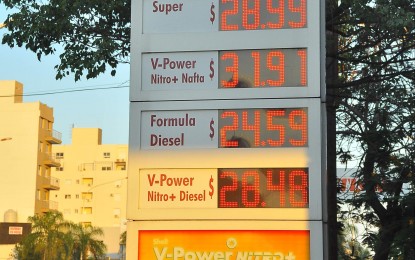 Super $ 28.99
V-Power
Nitro+ Nafta $ 31.91
Formula
Diesel $ 24.59
V-Power
Nitro+ Diesel $ 28.48
Shell
V-Power NITRO+